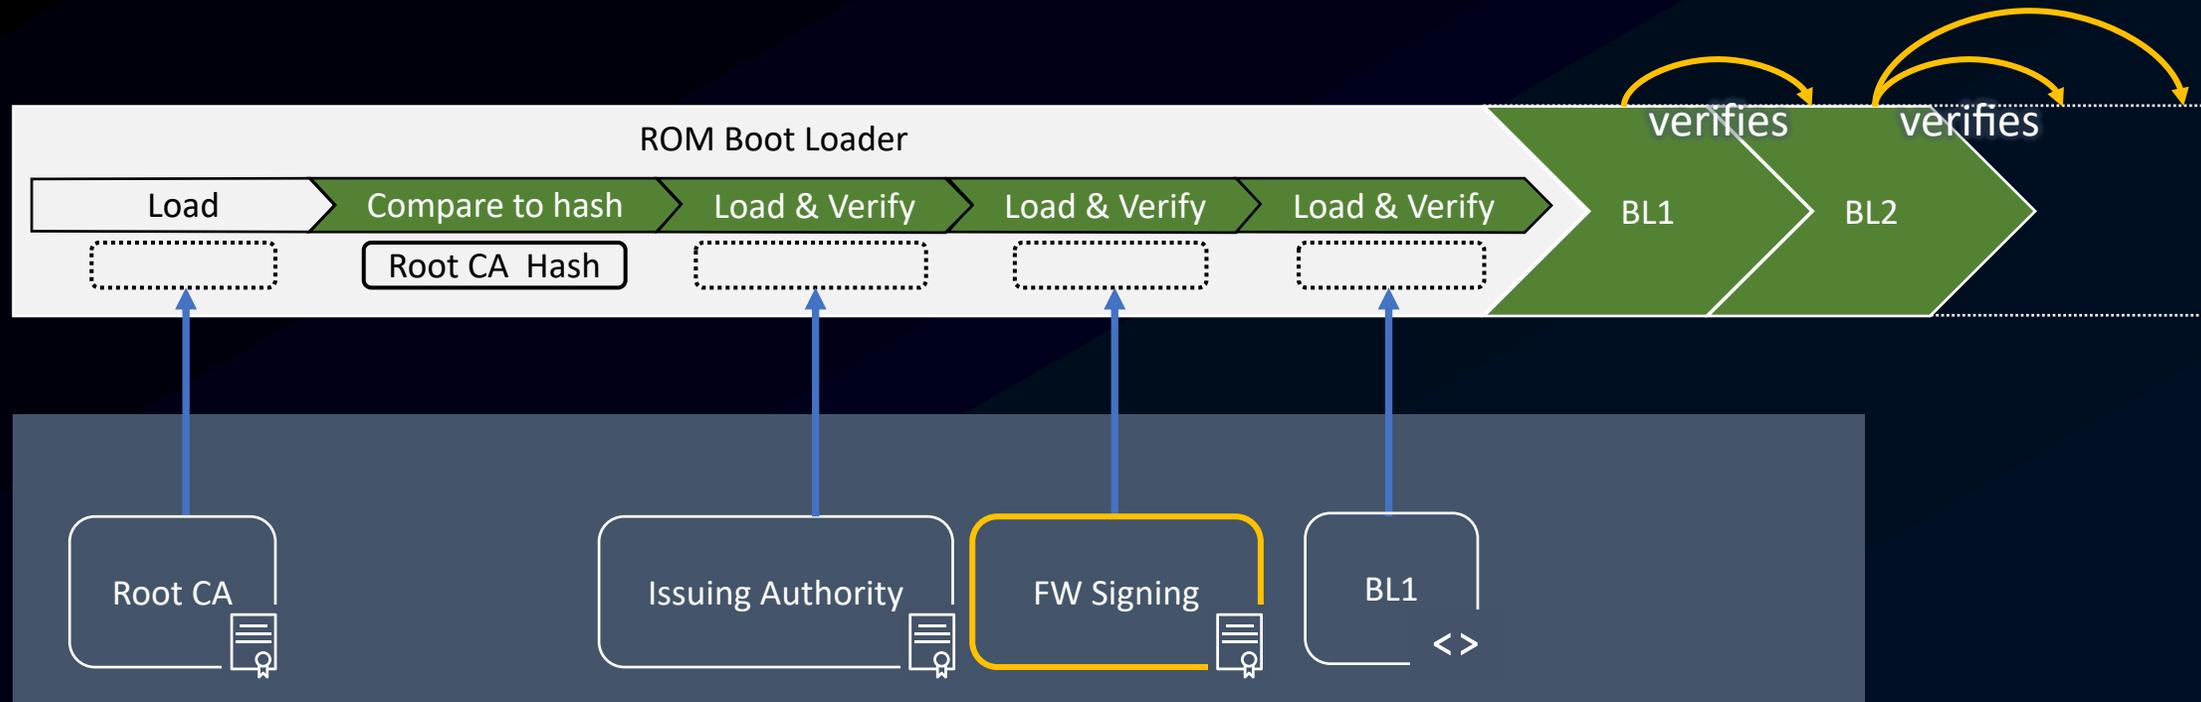 verifies
verifies
ROM Boot Loader
Load
Compare to hash
Load & Verify
Load & Verify
Load & Verify
BL1
BL2
Root CA  Hash
Root CA
Issuing Authority
FW Signing
BL1
<>